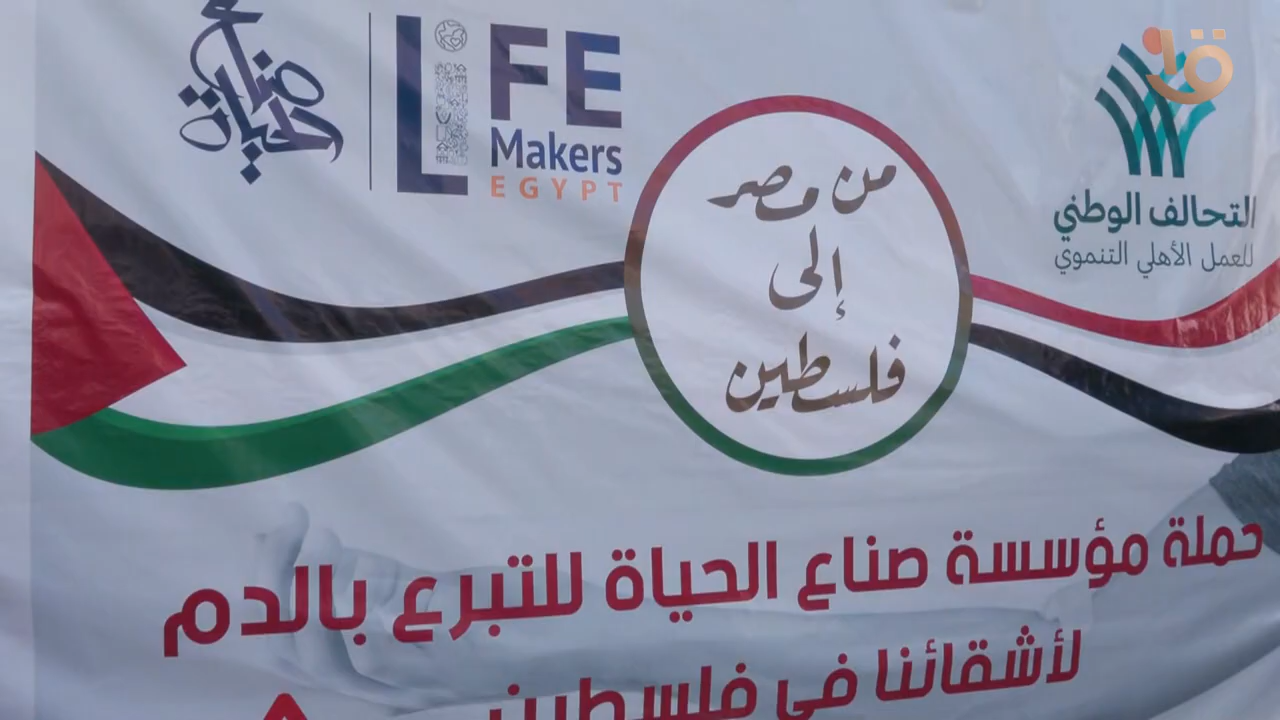 صناع الحياة
LIFE
Makers
EGYPT
التحالف الوطني
للعمل الأهلي التنموي
من مصر
إلى
فلسطين
حملة مؤسسة صناع الحياة للتبرع بالدم
لأشقائنا في فلسطين